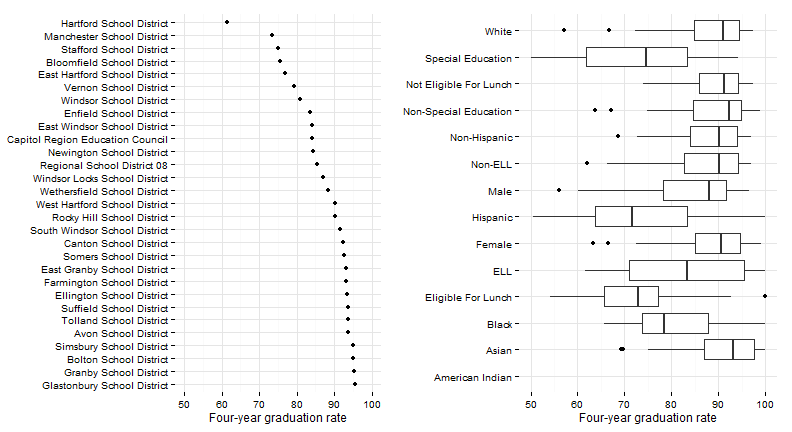 Hartford School District
Manchester School District
Stafford School District
Bloomfield School District
East Hartford School District
Vernon School District
Windsor School District
Enfield School District
East Windsor School District
Capitol Region Education Council
Newington School District
Regional School District 08
Windsor Locks School District
Wethersfield School District
West Hartford School District
Rocky Hill School District
South Windsor School District
Canton School District
Somers School District
East Granby School District
Farmington School District
Ellington School District
Suffield School District
Tolland School District
Avon School District
Simsbury School District
Bolton School District
Granby School District
Glastonbury School District
50 60 70 80 90 100
Four-year graduation rate
White
Special Education
Not Eligible For Lunch
Non-Special Education
Non-Hispanic
Non-ELL
Male
Hispanic
Female
ELL
Eligible For Lunch
Black
Asian
American Indian
50 60 70 80 90 100
Four-year graduation rate